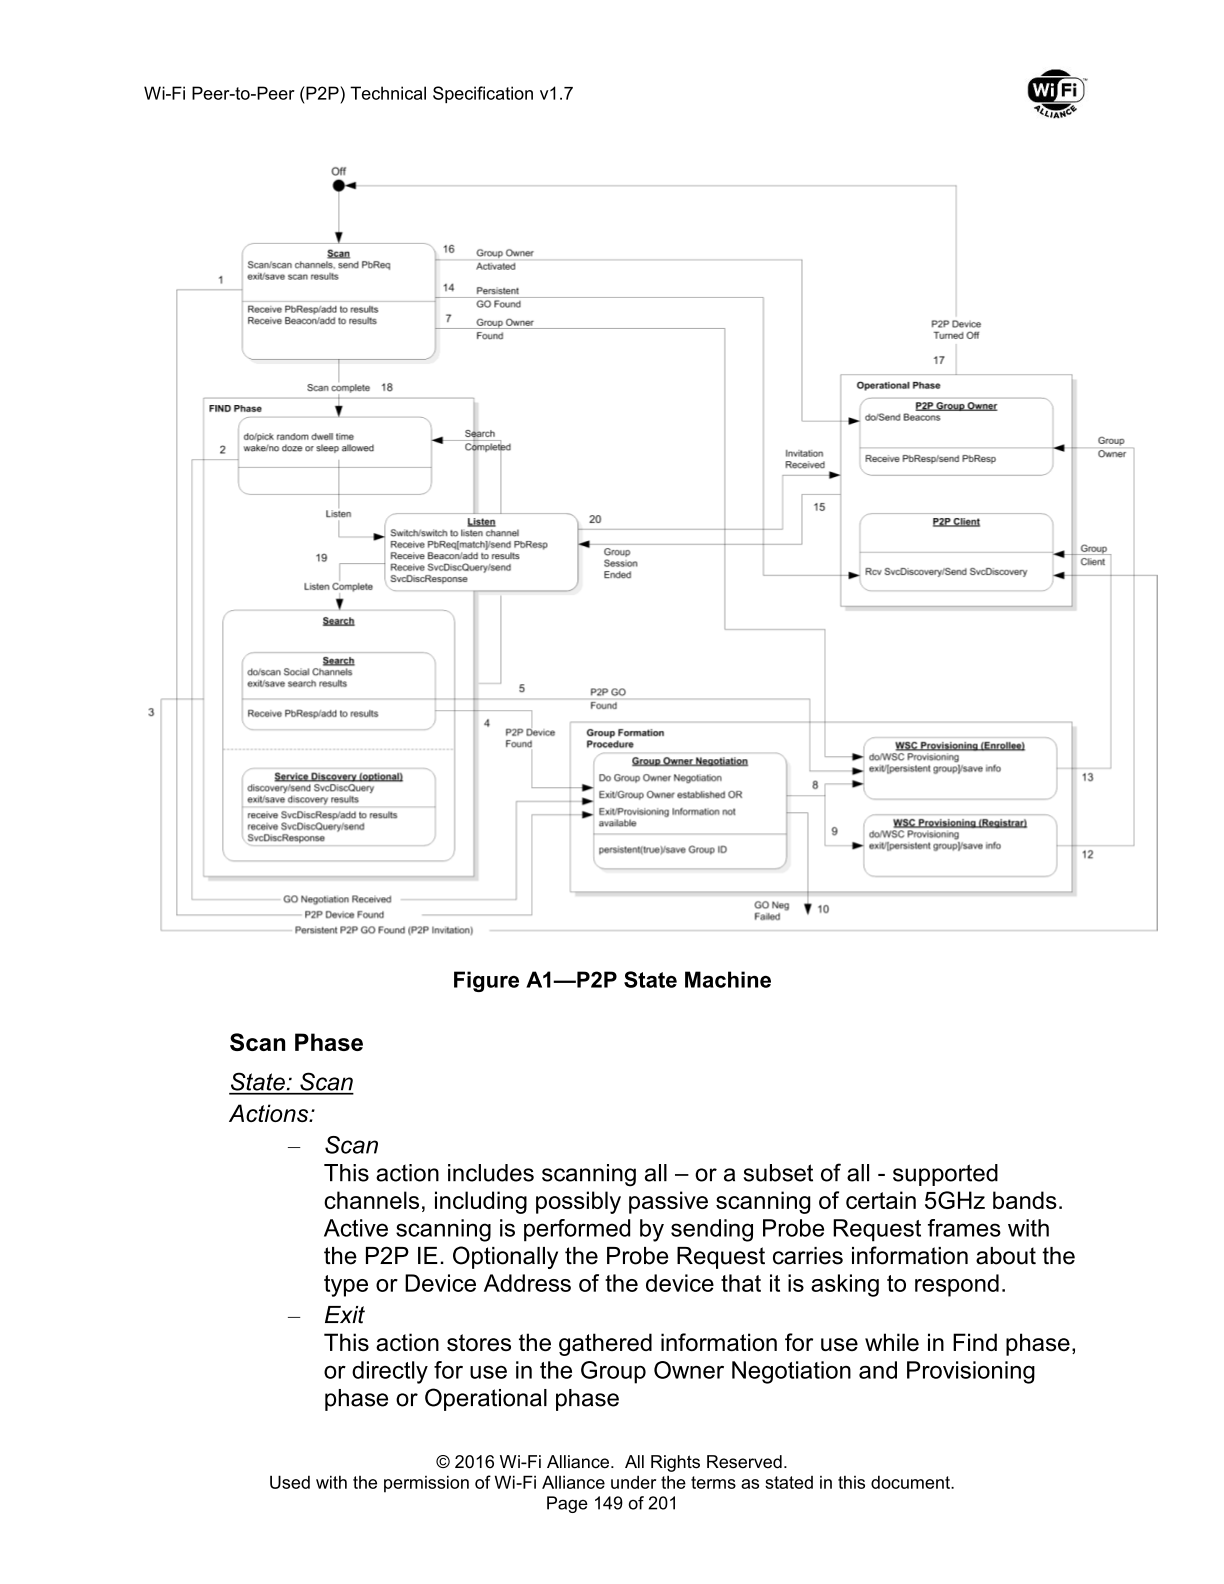 Wi-Fi Peer-to-Peer (P2P) Technical Specification v1.7
Wi Fi
ALLIANCE
TM
Off
Scan
Scan/scan channels, send PbReq
exit/save scan results
Receive PbResp/add to results
Receive Beacon/add to results
1
16
Group Owner
Activated
14
Persistent
GO Found
7
Group Owner
Found
P2P Device
Turned Off
17
Scan complete 18
FIND Phase
do/pick random dwell time
wake/no doze or sleep allowed
2
Search
Completed
Listen
Listen
Switch/switch to listen channel
Receive PbReq[match]/send PbResp
Receive Beacon/add to results
Receive SvcDiscQuery/send
SvcDiscResponse
19
Listen Complete
20
Group
Session
Ended
Invitation
Received
15
Operational Phase
P2P Group Owner
do/Send Beacons
Receive PbResp/send PbResp
Group
Owner
P2P Client
Rcv SvcDiscovery/Send SvcDiscovery
Group
Client
Search
Search
do/scan Social Channels
exit/save search results
Receive PbResp/add to results
3
5
P2P GO
Found
4
P2P Device
Found
Service Discovery (optional)
discovery/send SvcDiscQuery
exit/save discovery results
receive SvcDiscResp/add to results
receive SvcDiscQuery/send
SvcDiscResponse
Group Formation
Procedure
Group Owner Negotiation
Do Group Owner Negotiation
Exit/Group Owner established OR
Exit/Provisioning Information not
available
persistent(true)/save Group ID
8
9
WSC Provisioning (Enrollee)
do/WSC Provisioning
exit/[persistent group]/save info
13
WSC Provisioning (Registrar)
do/WSC Provisioning
exit/[persistent group]/save info
12
GO Neg
Failed
10
GO Negotiation Received
P2P Device Found
Persistent P2P GO Found (P2P Invitation)
Figure A1—P2P State Machine
Scan Phase
State: Scan
Actions:
– Scan
This action includes scanning all – or a subset of all - supported
channels, including possibly passive scanning of certain 5GHz bands.
Active scanning is performed by sending Probe Request frames with
the P2P IE. Optionally the Probe Request carries information about the
type or Device Address of the device that it is asking to respond.
– Exit
This action stores the gathered information for use while in Find phase,
or directly for use in the Group Owner Negotiation and Provisioning
phase or Operational phase
© 2016 Wi-Fi Alliance. All Rights Reserved.
Used with the permission of Wi-Fi Alliance under the terms as stated in this document.
Page 149 of 201